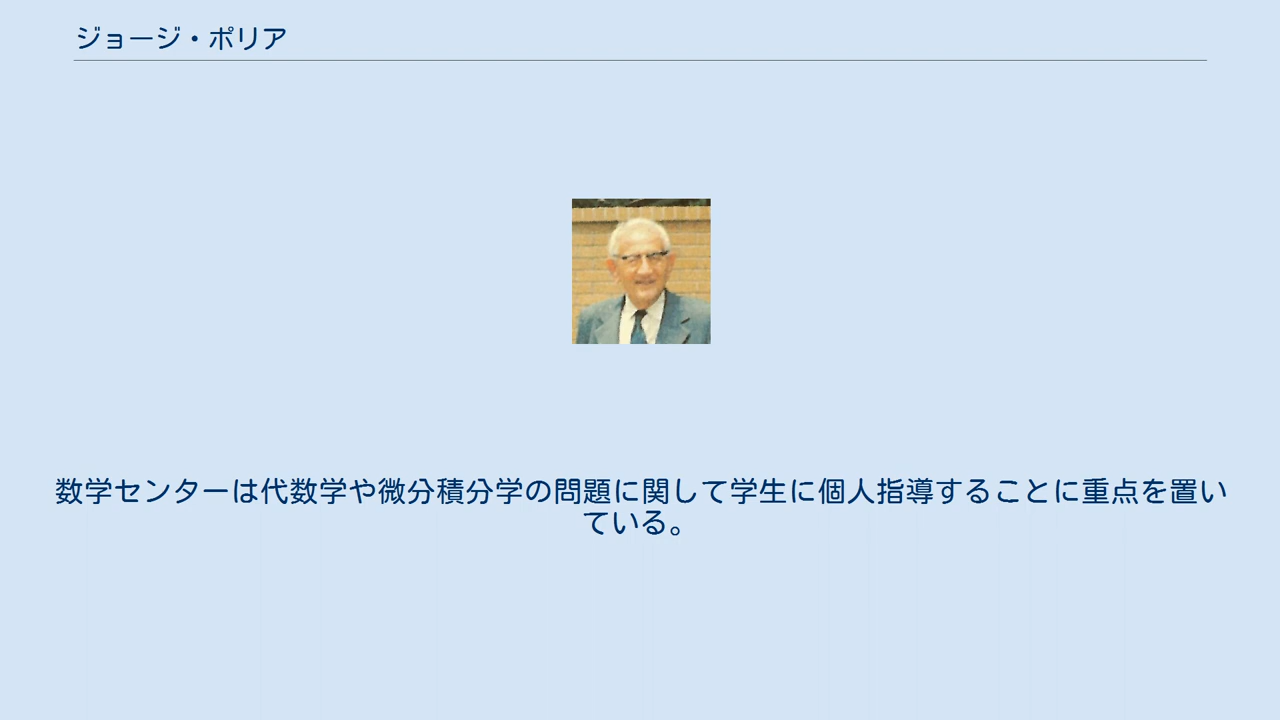 ジョージ・ポリア
数学センターは代数学や微分積分学の問題に関して学生に個人指導することに重点を置い
ている。